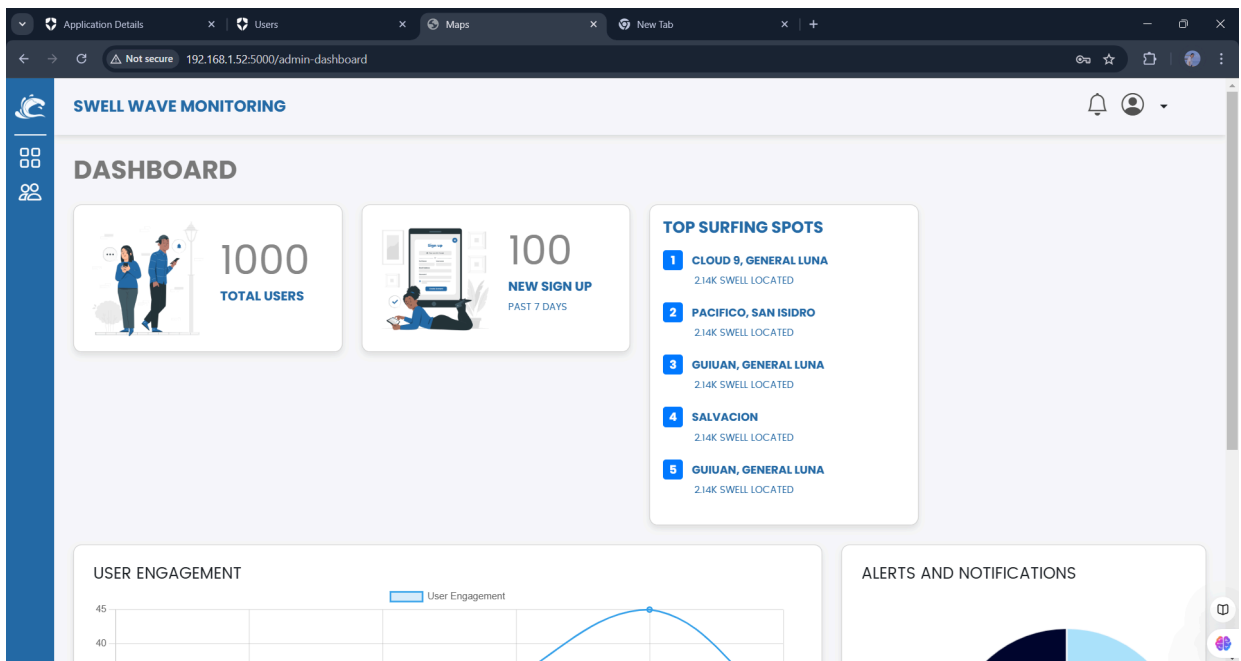 Application Details
Users
Maps
New Tab
Not secure
192.168.1.52:5000/admin-dashboard
SWELL WAVE MONITORING
DASHBOARD
1000
TOTAL USERS
Sign up
100
NEW SIGN UP
PAST 7 DAYS
TOP SURFING SPOTS
1 CLOUD 9, GENERAL LUNA
2.14K SWELL LOCATED
2 PACIFICO, SAN ISIDRO
2.14K SWELL LOCATED
3 GUIUAN, GENERAL LUNA
2.14K SWELL LOCATED
4 SALVACION
2.14K SWELL LOCATED
5 GUIUAN, GENERAL LUNA
2.14K SWELL LOCATED
USER ENGAGEMENT
User Engagement
45
40
ALERTS AND NOTIFICATIONS